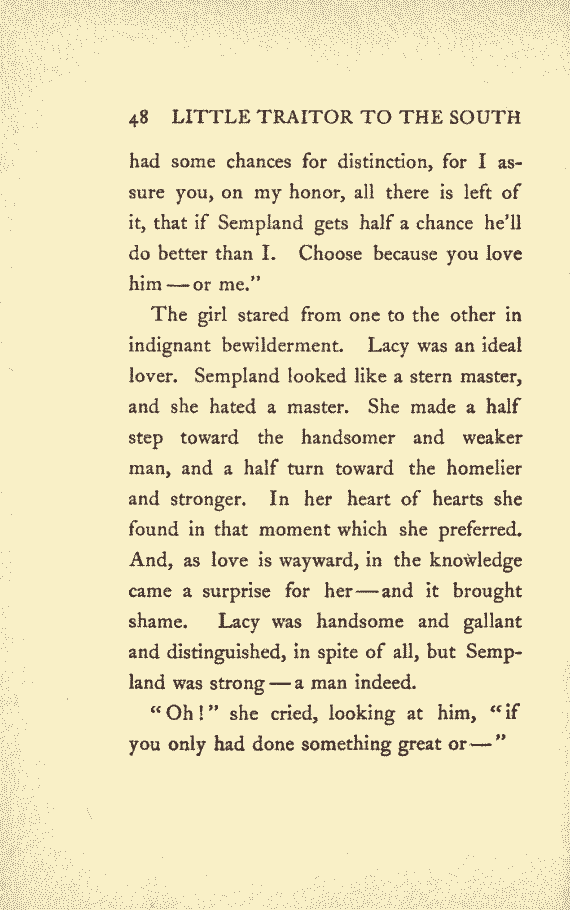 48 LITTLE TRAITOR TO THE SOUTH
had some chances for distinction, for I as-
sure you, on my honor, all there is left of
it, that if Sempland gets half a chance he'll
do better than I. Choose because you love
him — or me."
The girl stared from one to the other in
indignant bewilderment. Lacy was an ideal
lover. Sempland looked like a stern master,
and she hated a master. She made a half
step toward the handsomer and weaker
man, and a half turn toward the homelier
and stronger. In her heart of hearts she
found in that moment which she preferred.
And, as love is wayward, in the knowledge
came a surprise for her — and it brought
shame. Lacy was handsome and gallant
and distinguished, in spite of all, but Semp-
land was strong — a man indeed.
"Oh!" she cried, looking at him, "if
you only had done something great or — "